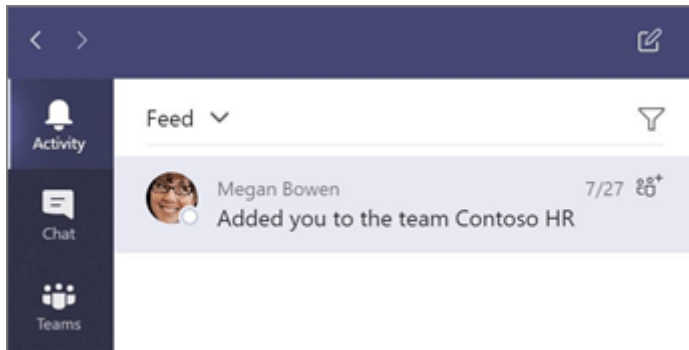 Activity
Chat
Teams
Feed
Megan Bowen 7/27
Added you to the team Contoso HR